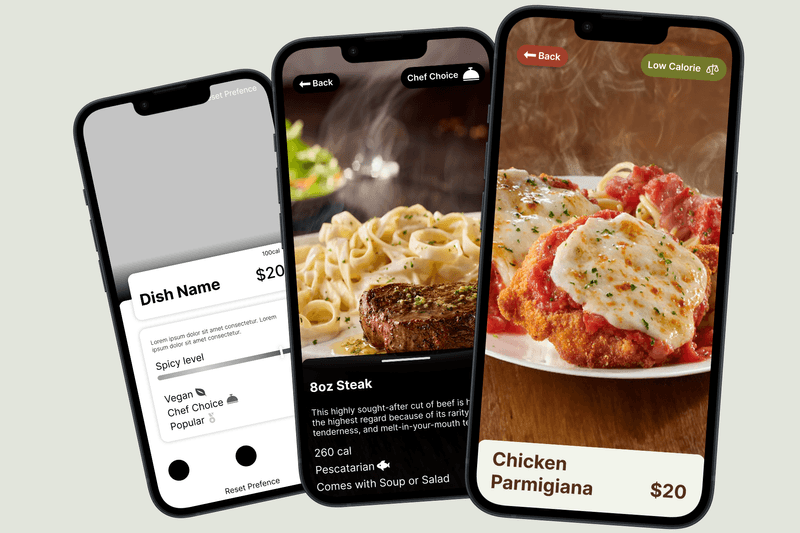 Reset Prefence
100cal
Dish Name
$20
Lorem ipsum dolor sit amet consectetur. Lorem
ipsum dolor sit amet consectetur.
Spicy level
Vegan
Chef Choice
Popular
Reset Prefence
Back
Chef Choice
8oz Steak
This highly sought-after cut of beef is
the highest regard because of its rarity
tenderness, and melt-in-your-mouth
260 cal
Pescatarian
Comes with Soup or Salad
Back
Low Calorie
Chicken
Parmigiana
$20